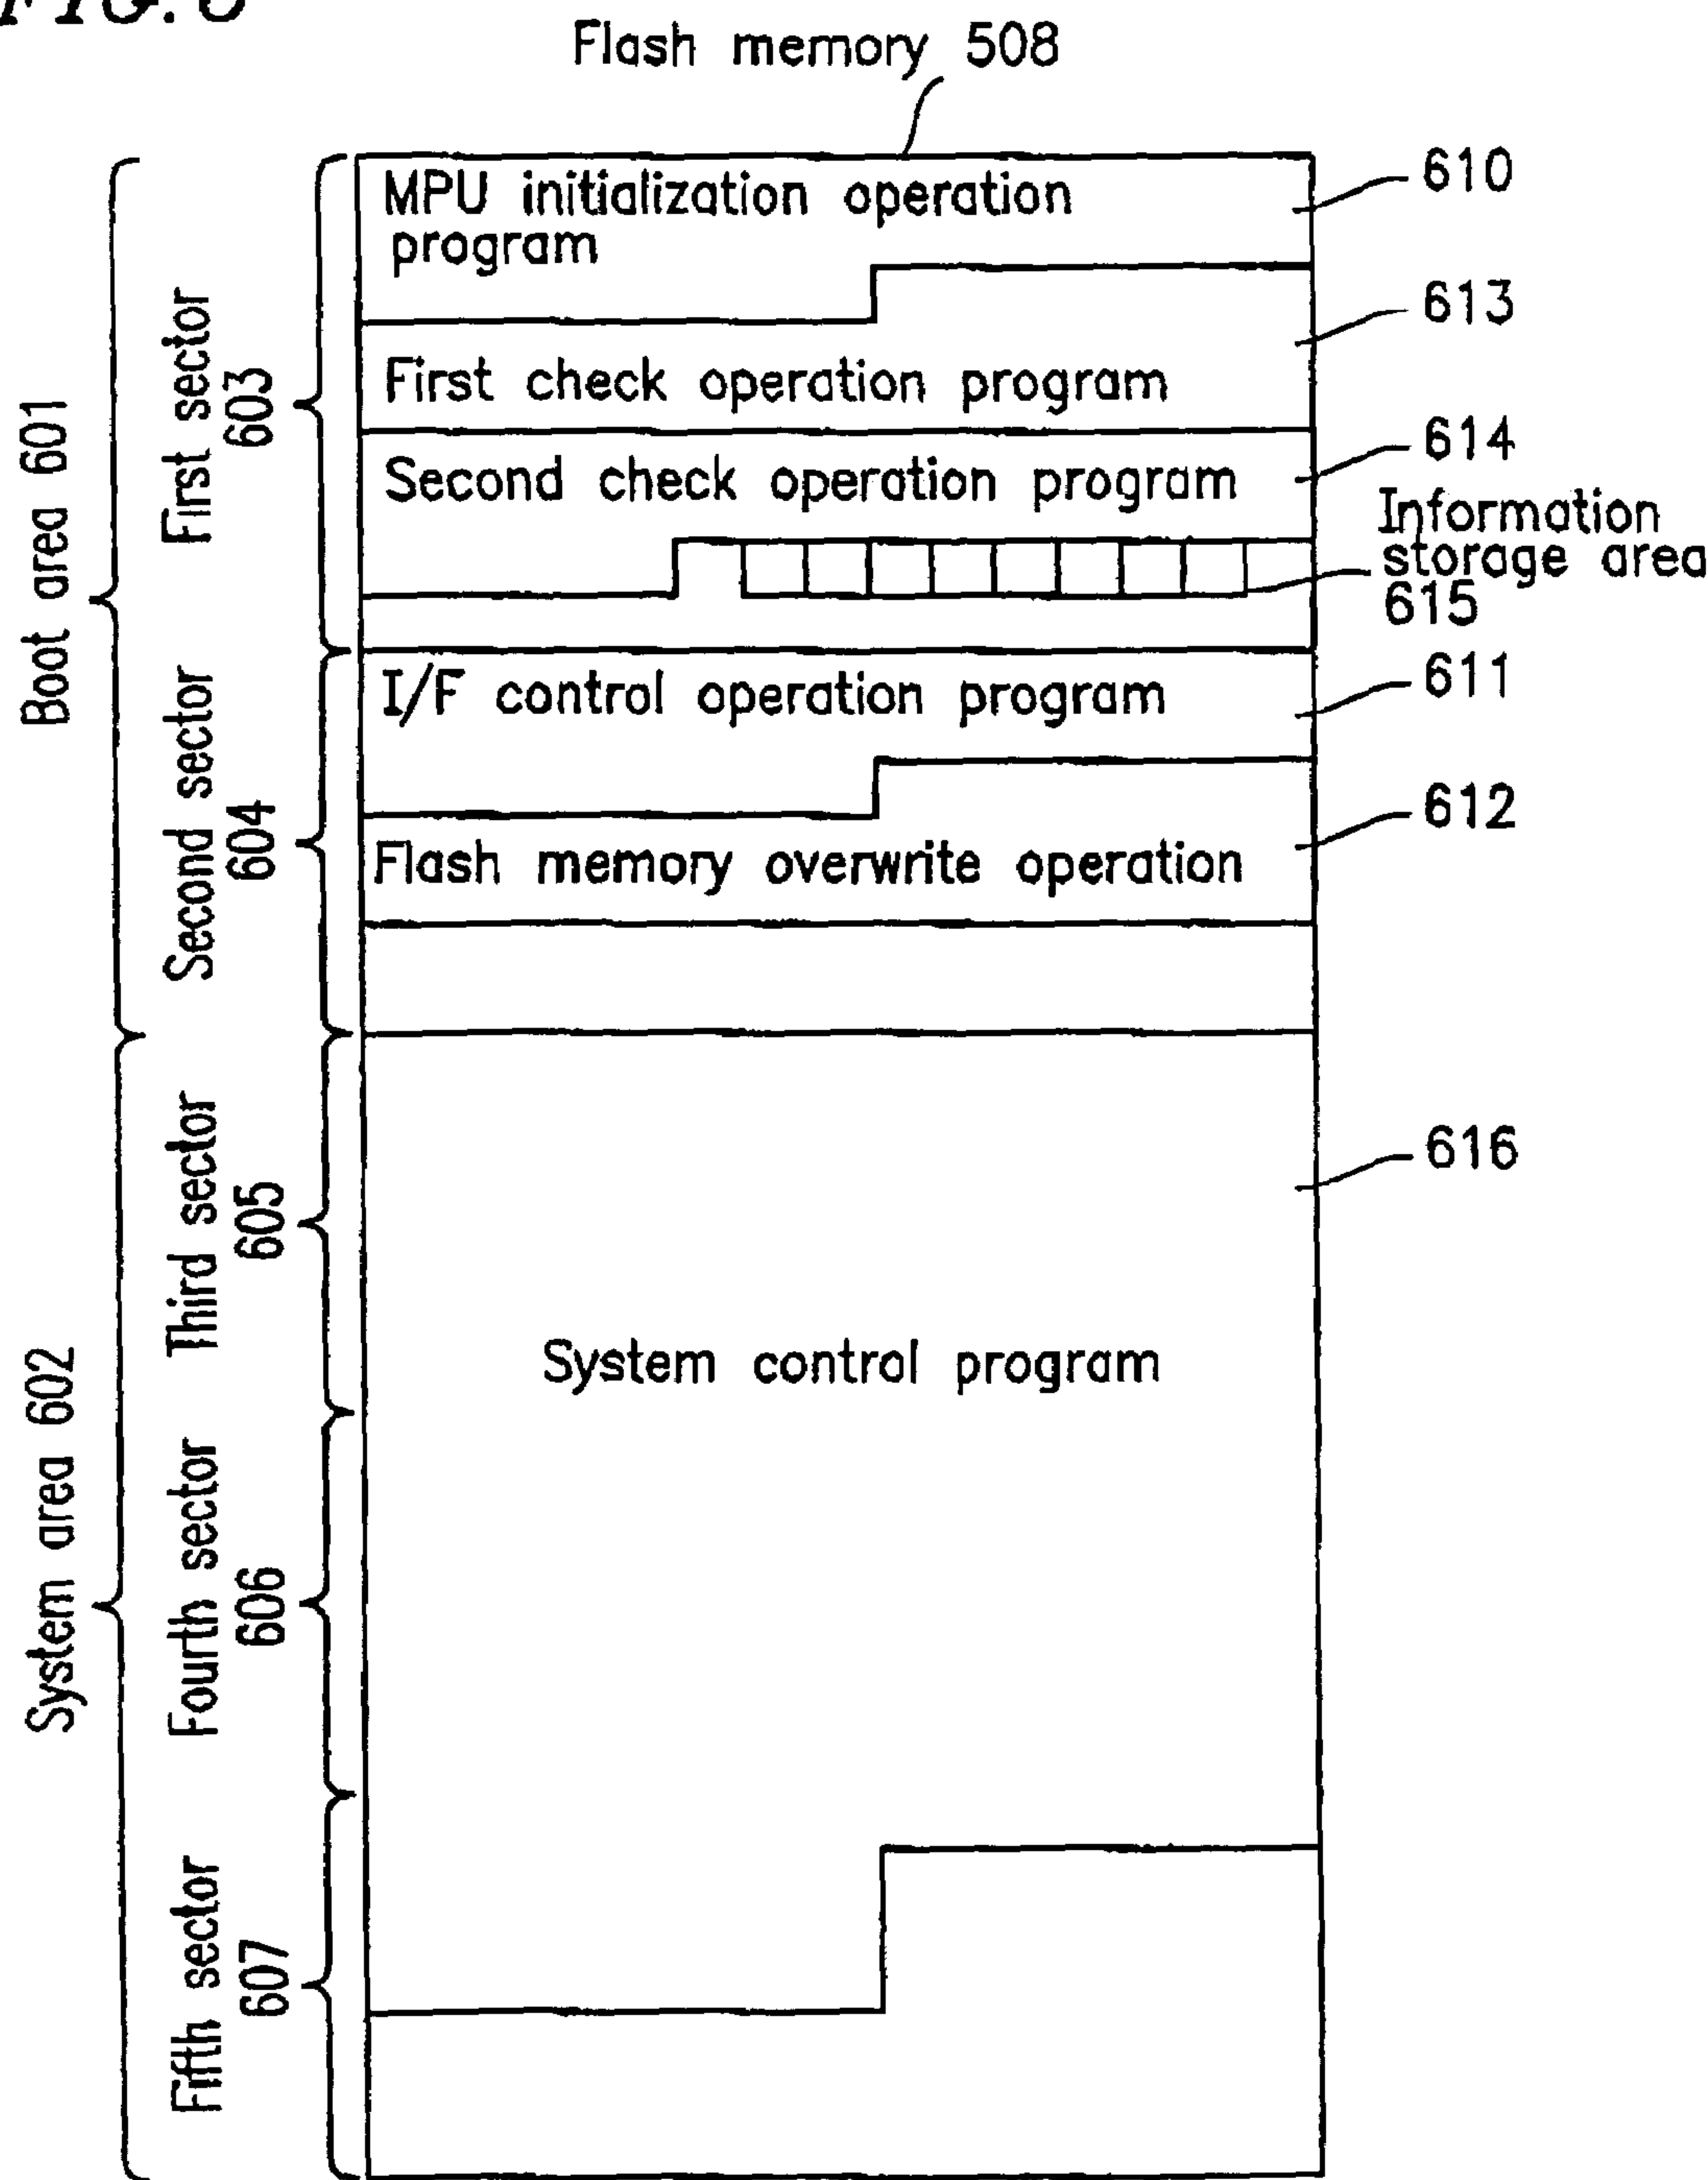 Flash memory 508
MPU initialization operation
program
610
613
First check operation program
614
Second check operation program
Information
storage area
615
I/F control operation program
611
612
Flash memory overwrite operation
616
System control program
Boot area 601
First sector
603
Second sector
604
System area 602
Third sector
605
Fourth sector
606
Fifth sector
607